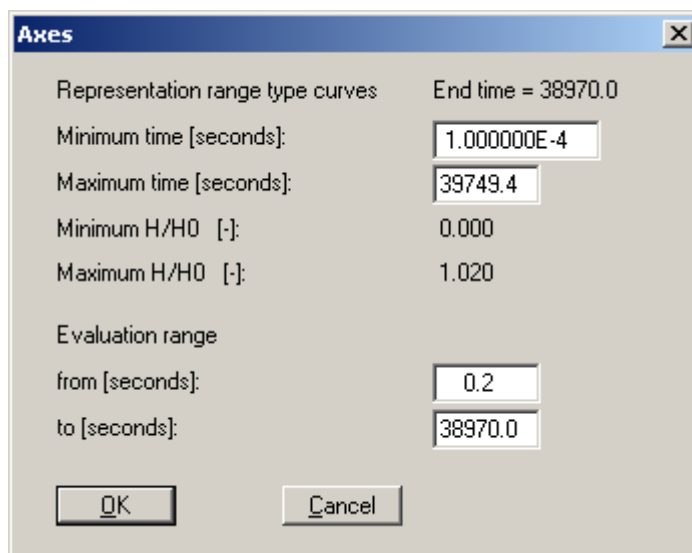 Axes
Representation range type curves End time = 38970.0
Minimum time [seconds]: 1.000000E-4
Maximum time [seconds]: 39749.4
Minimum H/H0 [-]: 0.000
Maximum H/H0 [-]: 1.020
Evaluation range
from [seconds]: 0.2
to [seconds]: 38970.0
OK Cancel